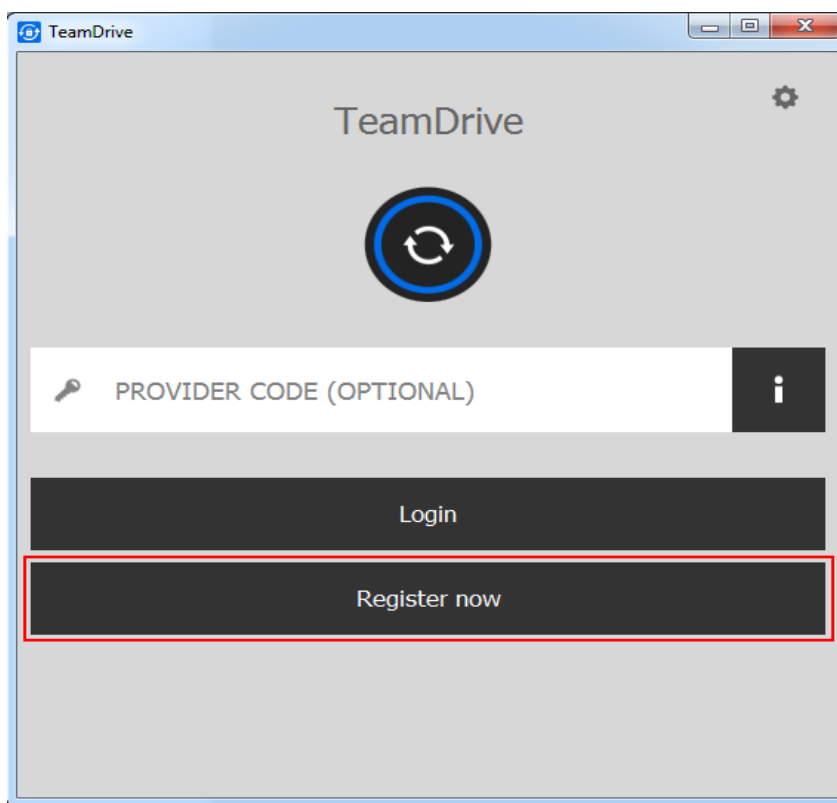 TeamDrive
TeamDrive
PROVIDER CODE (OPTIONAL)
Login
Register now